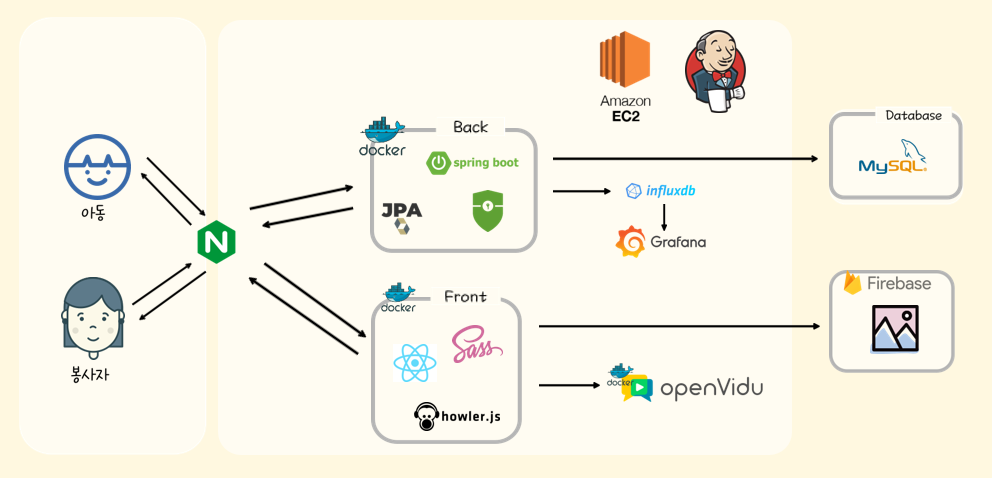 Amazon
EC2
아동
봉사자
N
Back
docker
spring boot
JPA
influxdb
Grafana
Database
MySQL
Front
docker
Sass
howler.js
docker
openVidu
Firebase